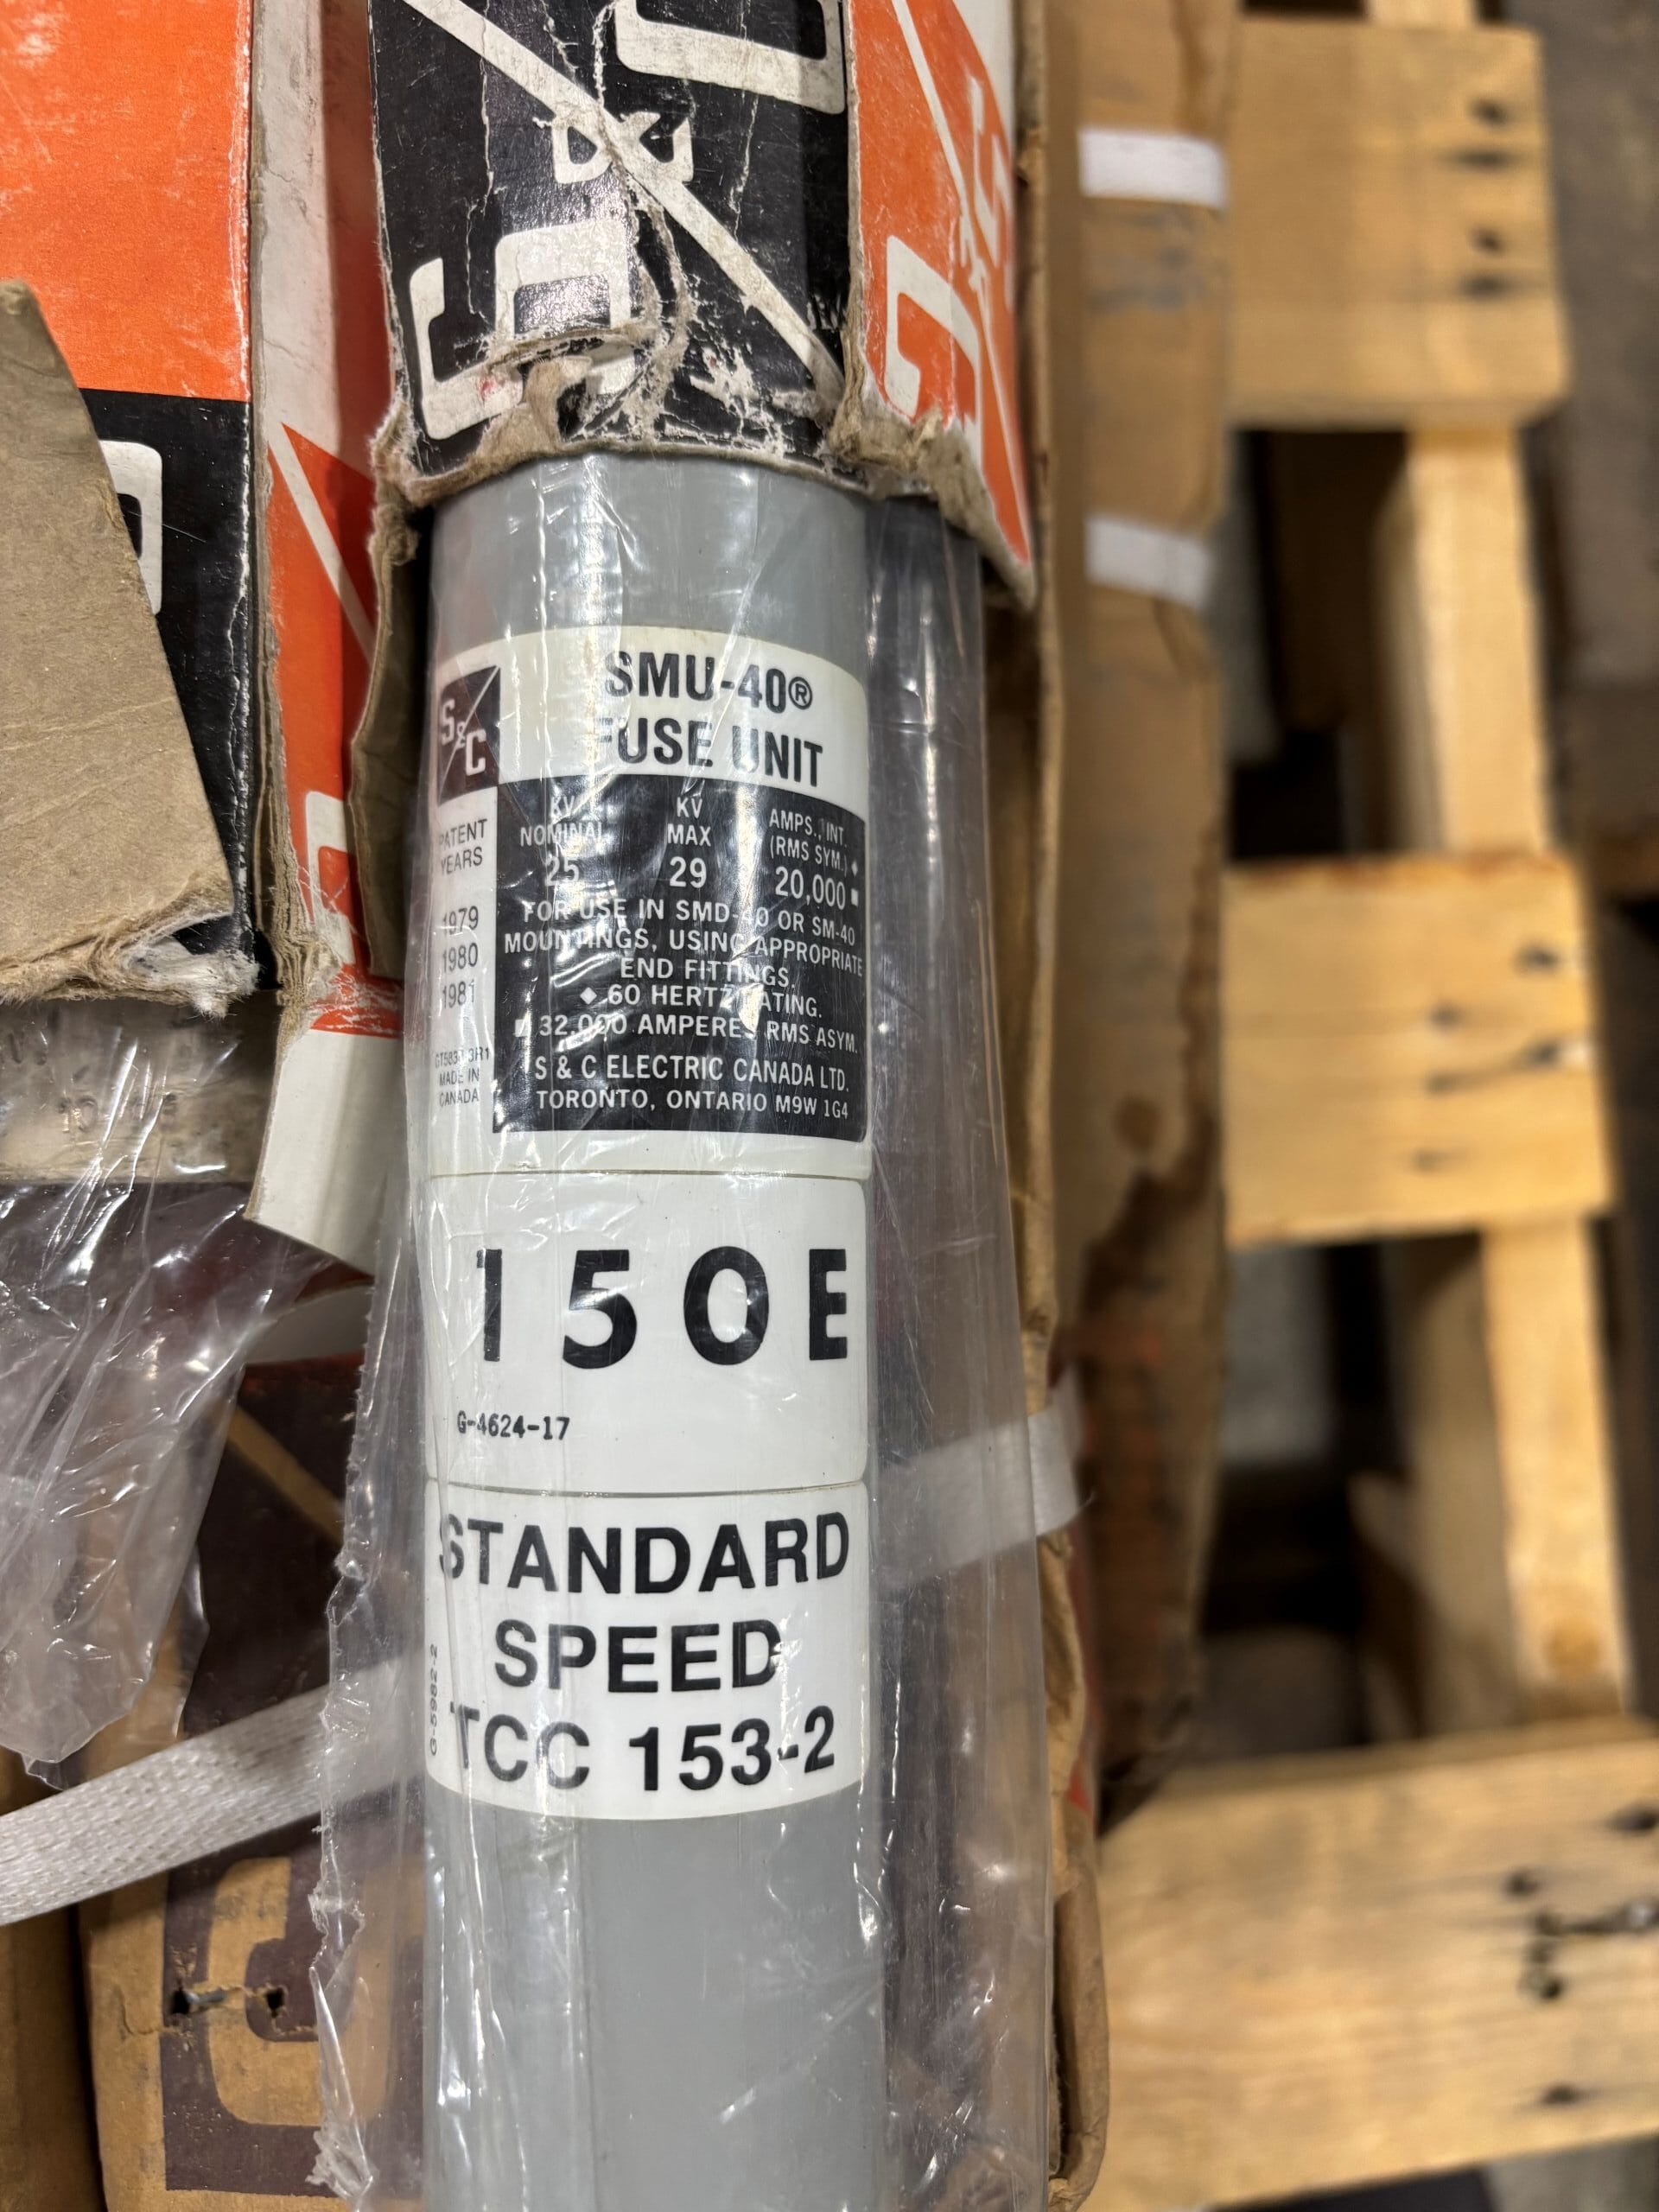 S&C
S&C
SMU-40®
FUSE UNIT
PATENT
YEARS
1979
1980
1981
MADE IN
CANADA
KV
NOMINAL
25
KV
MAX
29
AMPS. INT.
(RMS SYM.)◆
20,000■
FOR USE IN SMD-40 OR SM-40
MOUNTINGS, USING APPROPRIATE
END FITTINGS.
◆ 60 HERTZ RATING.
■ 32,000 AMPERES RMS ASYM.
S & C ELECTRIC CANADA LTD.
TORONTO, ONTARIO M9W 1G4
150E
G-4624-17
STANDARD
SPEED
TCC 153-2
G-5982-2